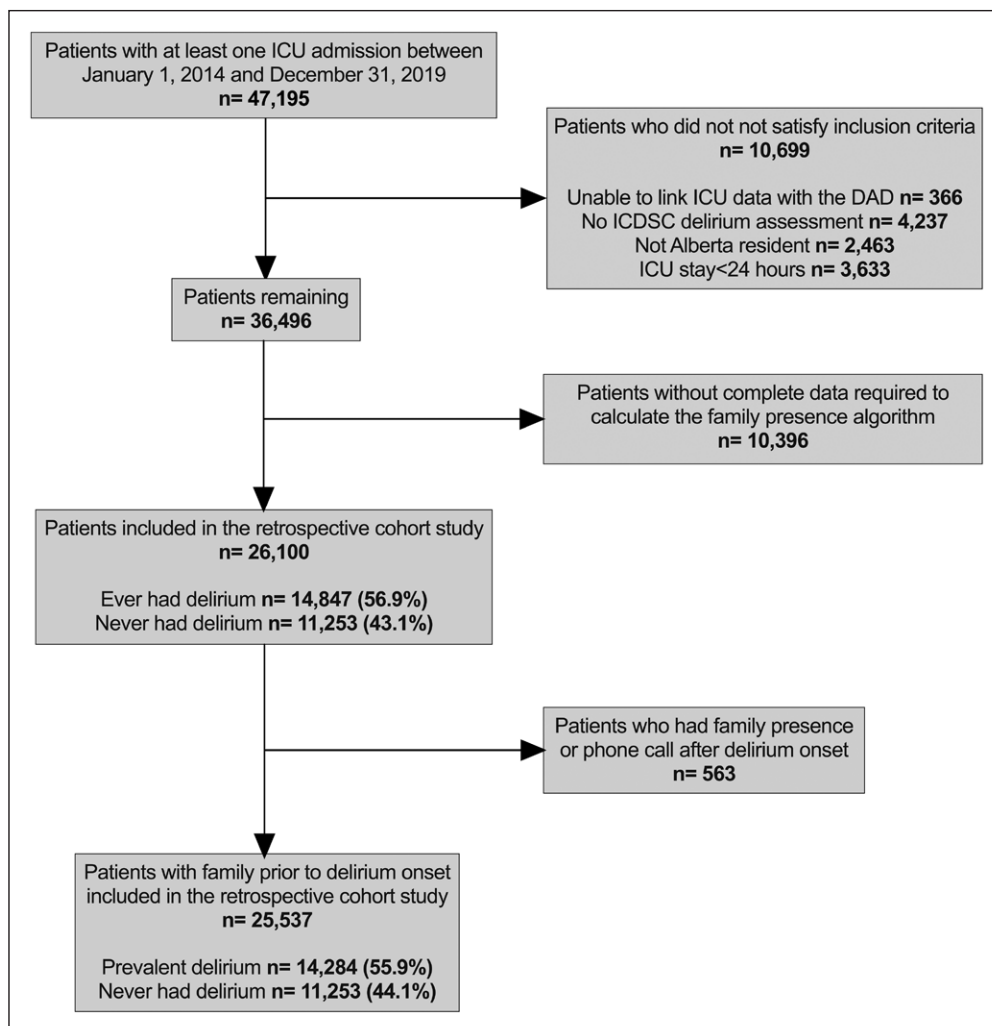 Patients with at least one ICU admission between
January 1, 2014 and December 31, 2019
n= 47,195
Patients who did not not satisfy inclusion criteria
n= 10,699
Unable to link ICU data with the DAD n= 366
No ICDSC delirium assessment n= 4,237
Not Alberta resident n= 2,463
ICU stay<24 hours n= 3,633
Patients remaining
n= 36,496
Patients without complete data required to
calculate the family presence algorithm
n= 10,396
Patients included in the retrospective cohort study
n= 26,100
Ever had delirium n= 14,847 (56.9%)
Never had delirium n= 11,253 (43.1%)
Patients who had family presence
or phone call after delirium onset
n= 563
Patients with family prior to delirium onset
included in the retrospective cohort study
n= 25,537
Prevalent delirium n= 14,284 (55.9%)
Never had delirium n= 11,253 (44.1%)